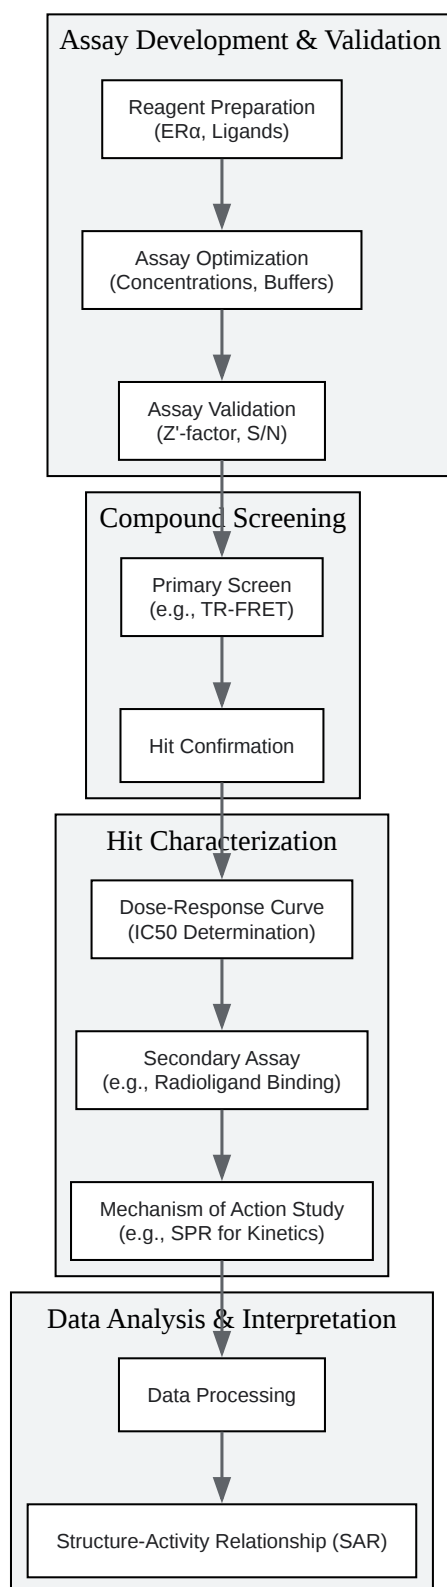 Assay Development & Validation
Reagent Preparation
(ERα, Ligands)
Assay Optimization
(Concentrations, Buffers)
Assay Validation
(Z'-factor, S/N)
Compound Screening
Primary Screen
(e.g., TR-FRET)
Hit Confirmation
Hit Characterization
Dose-Response Curve
(IC50 Determination)
Secondary Assay
(e.g., Radioligand Binding)
Mechanism of Action Study
(e.g., SPR for Kinetics)
Data Analysis & Interpretation
Data Processing
Structure-Activity Relationship (SAR)